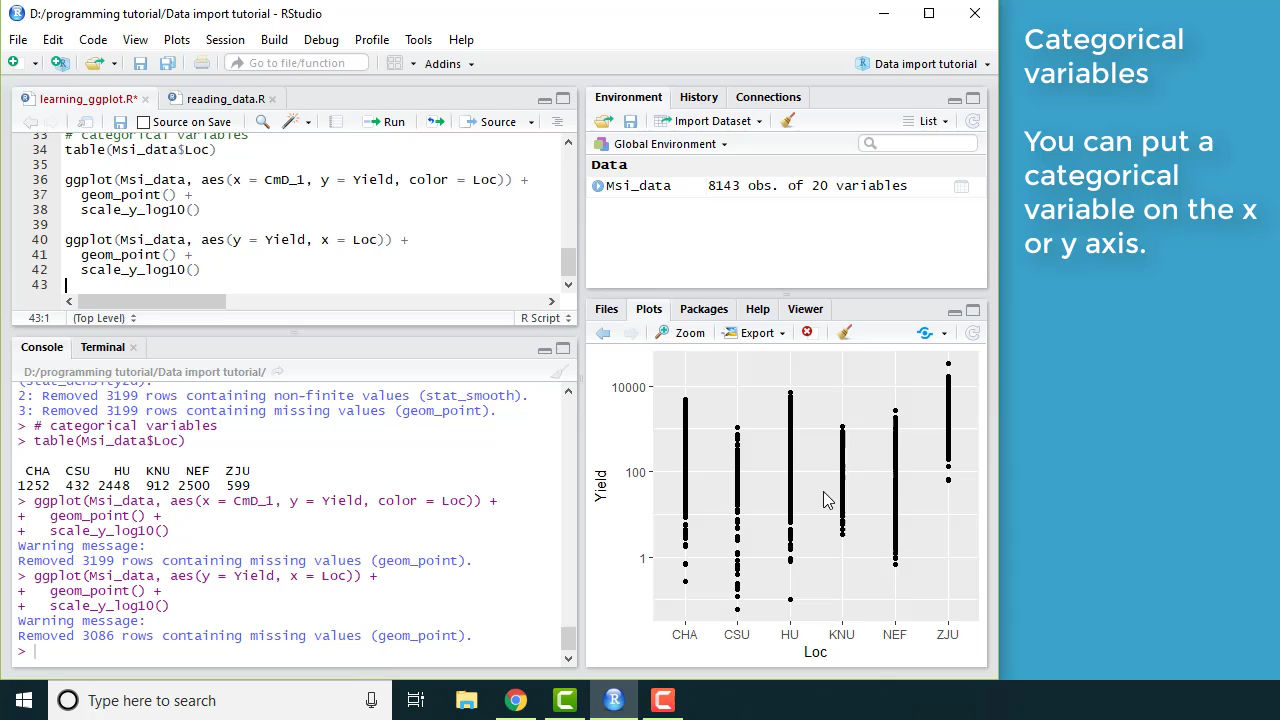 D:/programming tutorial/Data import tutorial - RStudio
File Edit Code View Plots Session Build Debug Profile Tools Help
Go to file/function
Addins
Data import tutorial
learning_ggplot.R*
reading_data.R
Source on Save
Run
Source
33 # categorical variables
34 table(Msi_data$Loc)
35
36 ggplot(Msi_data, aes(x = CmD_1, y = Yield, color = Loc)) +
37 geom_point() +
38 scale_y_log10()
39
40 ggplot(Msi_data, aes(y = Yield, x = Loc)) +
41 geom_point() +
42 scale_y_log10()
43
43:1 (Top Level) R Script
Console Terminal
D:/programming tutorial/Data import tutorial/
(stat_density2d).
2: Removed 3199 rows containing non-finite values (stat_smooth).
3: Removed 3199 rows containing missing values (geom_point).
> # categorical variables
> table(Msi_data$Loc)
CHA CSU HU KNU NEF ZJU
1252 432 2448 912 2500 599
> ggplot(Msi_data, aes(x = CmD_1, y = Yield, color = Loc)) +
+ geom_point() +
+ scale_y_log10()
Warning message:
Removed 3199 rows containing missing values (geom_point).
> ggplot(Msi_data, aes(y = Yield, x = Loc)) +
+ geom_point() +
+ scale_y_log10()
Warning message:
Removed 3086 rows containing missing values (geom_point).
>
Environment History Connections
Import Dataset
List
Global Environment
Data
Msi_data 8143 obs. of 20 variables
Files Plots Packages Help Viewer
Zoom Export
10000
100
1
Yield
CHA CSU HU KNU NEF ZJU
Loc
Categorical
variables
You can put a
categorical
variable on the x
or y axis.
Type here to search